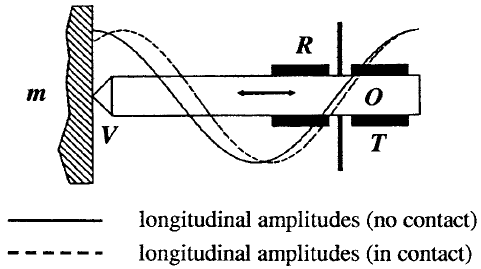 R
m
O
V
T
longitudinal amplitudes (no contact)
longitudinal amplitudes (in contact)